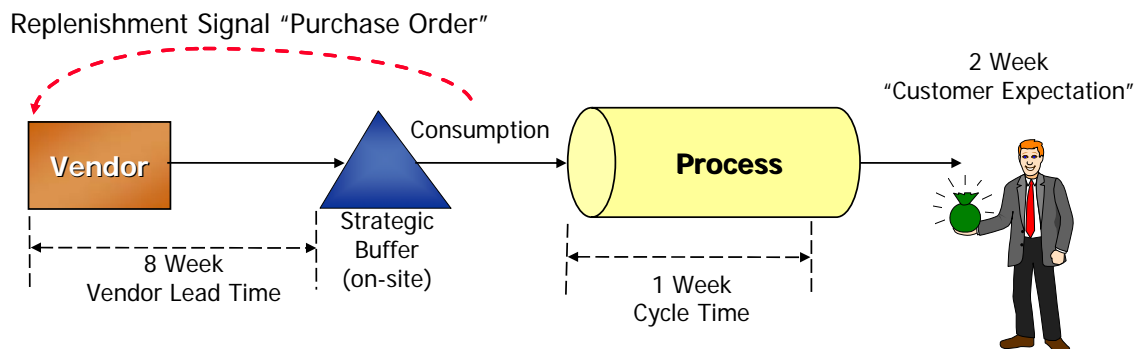 Replenishment Signal “Purchase Order”
2 Week
“Customer Expectation”
Consumption
Vendor
Process
Strategic
Buffer
(on-site)
8 Week
Vendor Lead Time
1 Week
Cycle Time